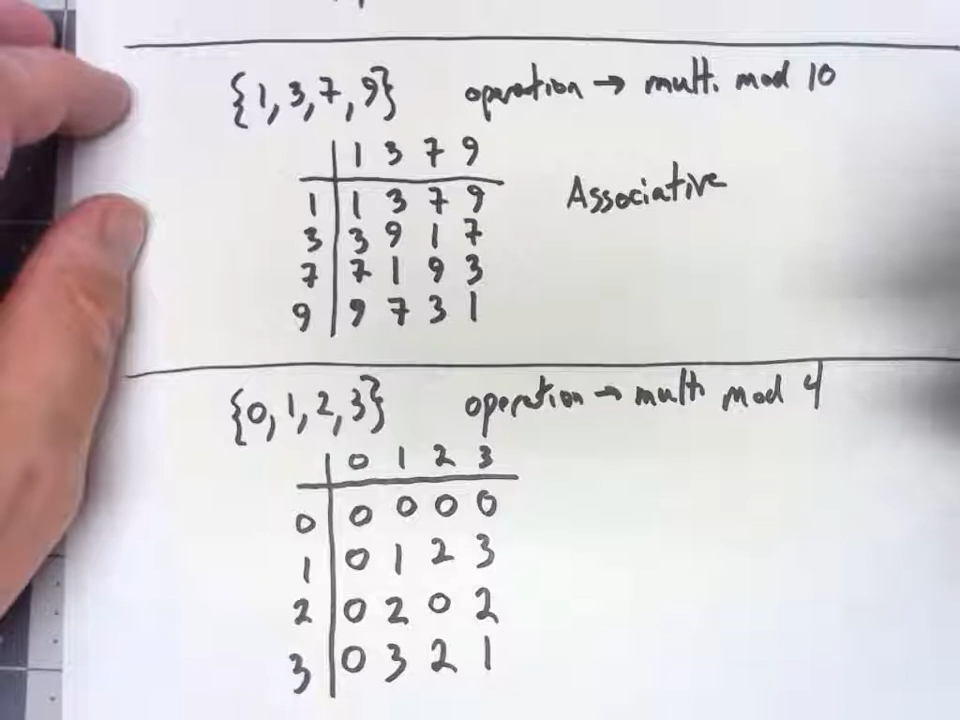 {1, 3, 7, 9} operation → mult. mod 10
1 3 7 9
1 1 3 7 9
Associative
3 3 9 1 7
7 7 1 9 3
9 9 7 3 1
{0, 1, 2, 3} operation → mult. mod 4
0 1 2 3
0 0 0 0 0
1 0 1 2 3
2 0 2 0 2
3 0 3 2 1